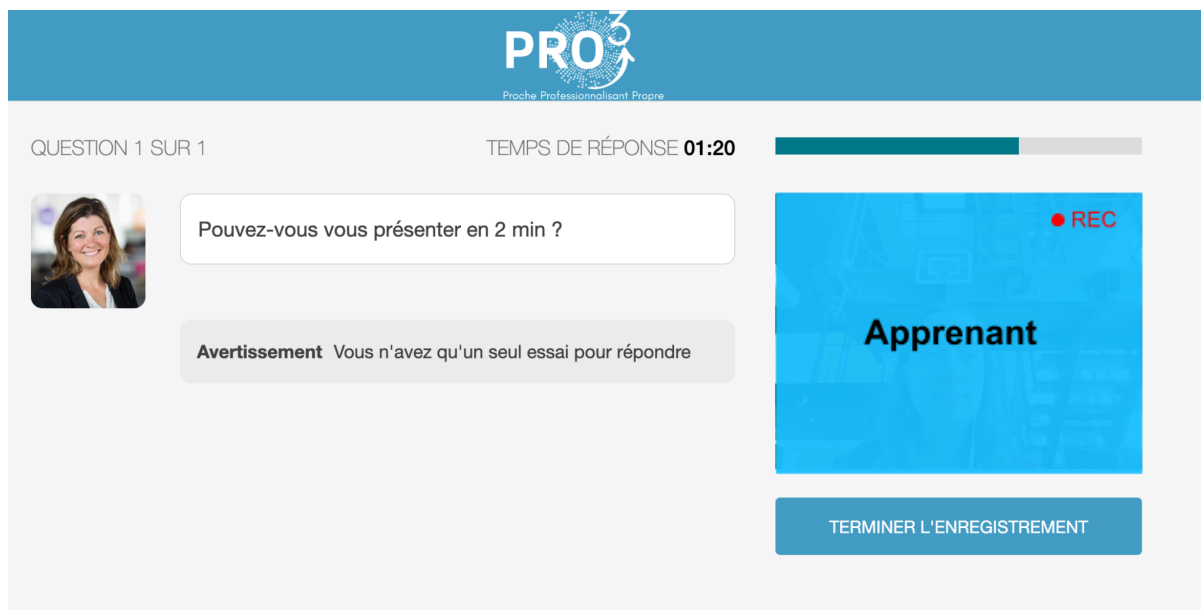 PRO3
Proche Professionnalisant Propre
QUESTION 1 SUR 1
TEMPS DE RÉPONSE 01:20
Pouvez-vous vous présenter en 2 min ?
Avertissement Vous n'avez qu'un seul essai pour répondre
REC
Apprenant
TERMINER L'ENREGISTREMENT